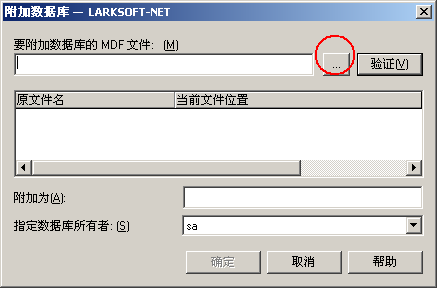 附加数据库 — LARKSOFT-NET
要附加数据库的 MDF 文件: (M)
... 验证(V)
原文件名 当前文件位置
附加为(A):
指定数据库所有者: (S) sa
确定 取消 帮助